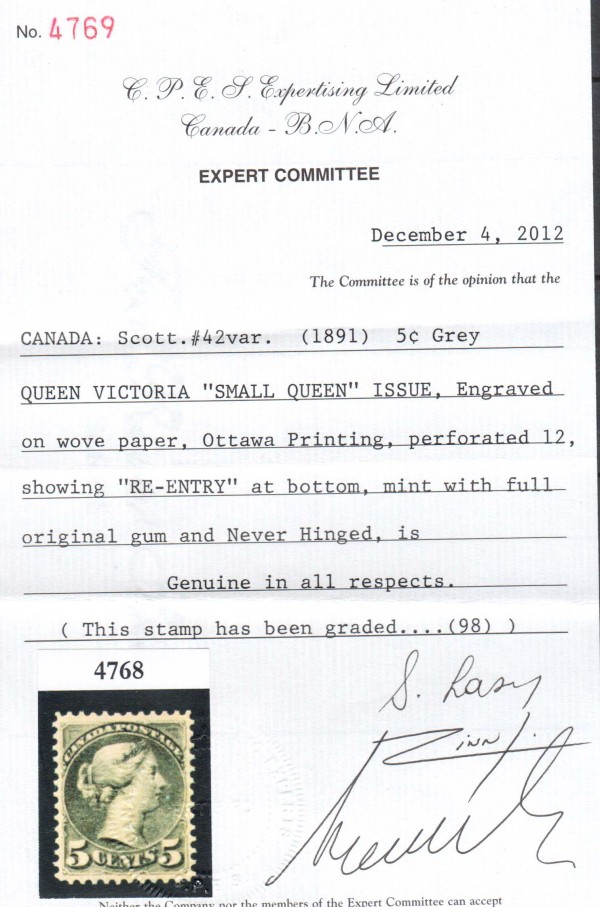 No. 4769
C. P. E. S. Expertising Limited
Canada - B.N.A.
EXPERT COMMITTEE
December 4, 2012
The Committee is of the opinion that the
CANADA: Scott.#42var. (1891) 5¢ Grey
QUEEN VICTORIA "SMALL QUEEN" ISSUE, Engraved
on wove paper, Ottawa Printing, perforated 12,
showing "RE-ENTRY" at bottom, mint with full
original gum and Never Hinged, is
Genuine in all respects.
( This stamp has been graded....(98) )
4768
CANADA POSTAGE
5 CENTS 5
Neither the Company nor the members of the Expert Committee can accept